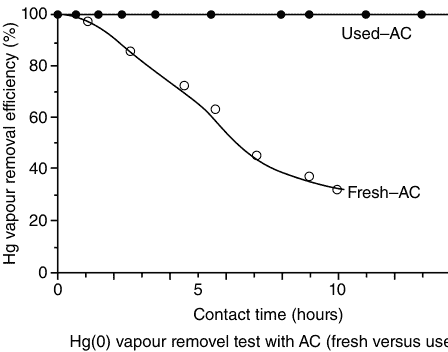 Hg vapour removal efficiency (%)
100
80
60
40
20
0
Used–AC
Fresh–AC
0 5 10
Contact time (hours)
Hg(0) vapour removel test with AC (fresh versus use